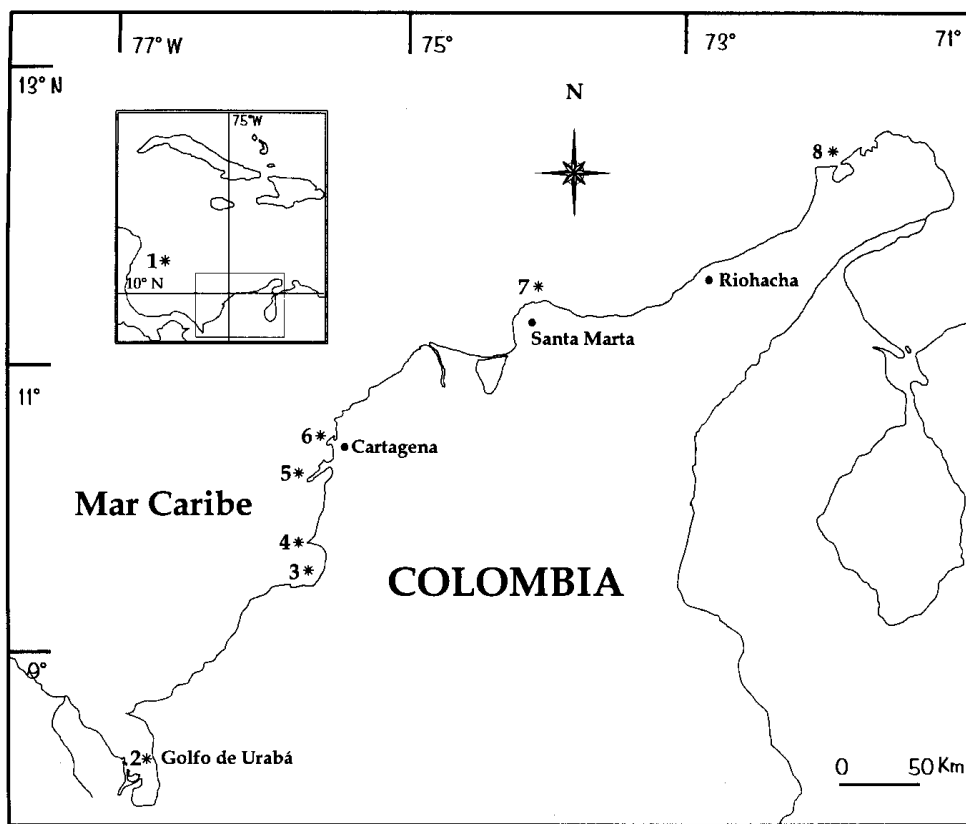 77° W
75°
73°
71°
13° N
N
75°W
8*
1*
10° N
7*
Riohacha
Santa Marta
11°
6*
Cartagena
5*
Mar Caribe
4*
3*
COLOMBIA
9°
2* Golfo de Urabá
0 50 Km